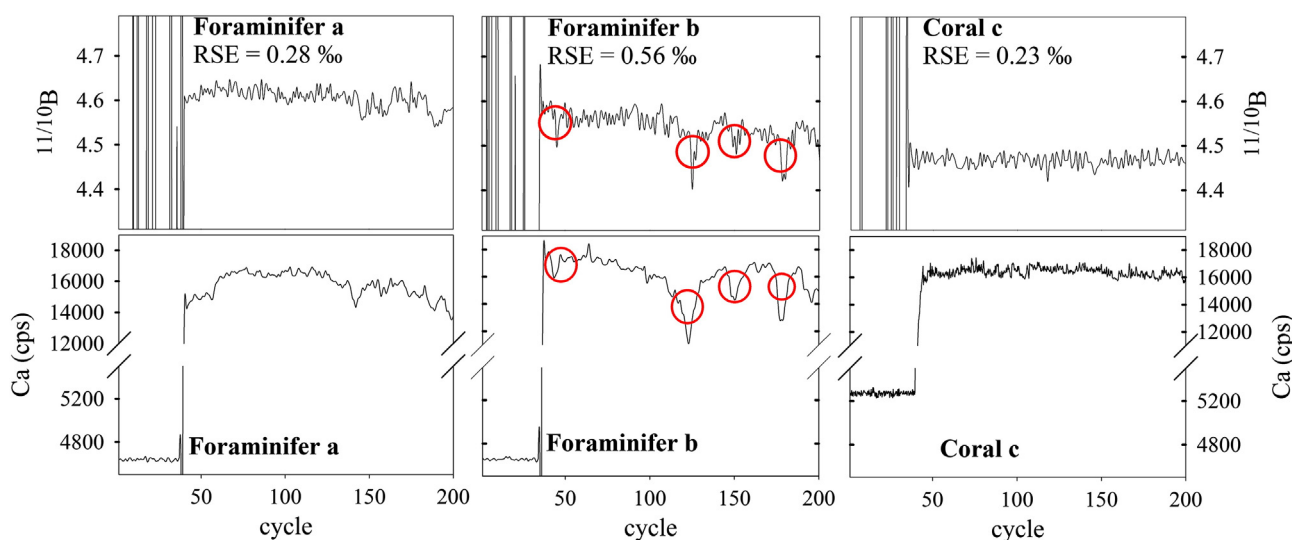 Foraminifer a
RSE = 0.28 ‰
Foraminifer b
RSE = 0.56 ‰
Coral c
RSE = 0.23 ‰
11/10B
4.7
4.6
4.5
4.4
4.7
4.6
4.5
4.4
11/10B
Ca (cps)
18000
16000
14000
12000
5200
4800
18000
16000
14000
12000
5200
4800
Ca (cps)
Foraminifer a
Foraminifer b
Coral c
50 100 150 200
50 100 150 200
50 100 150 200
cycle
cycle
cycle